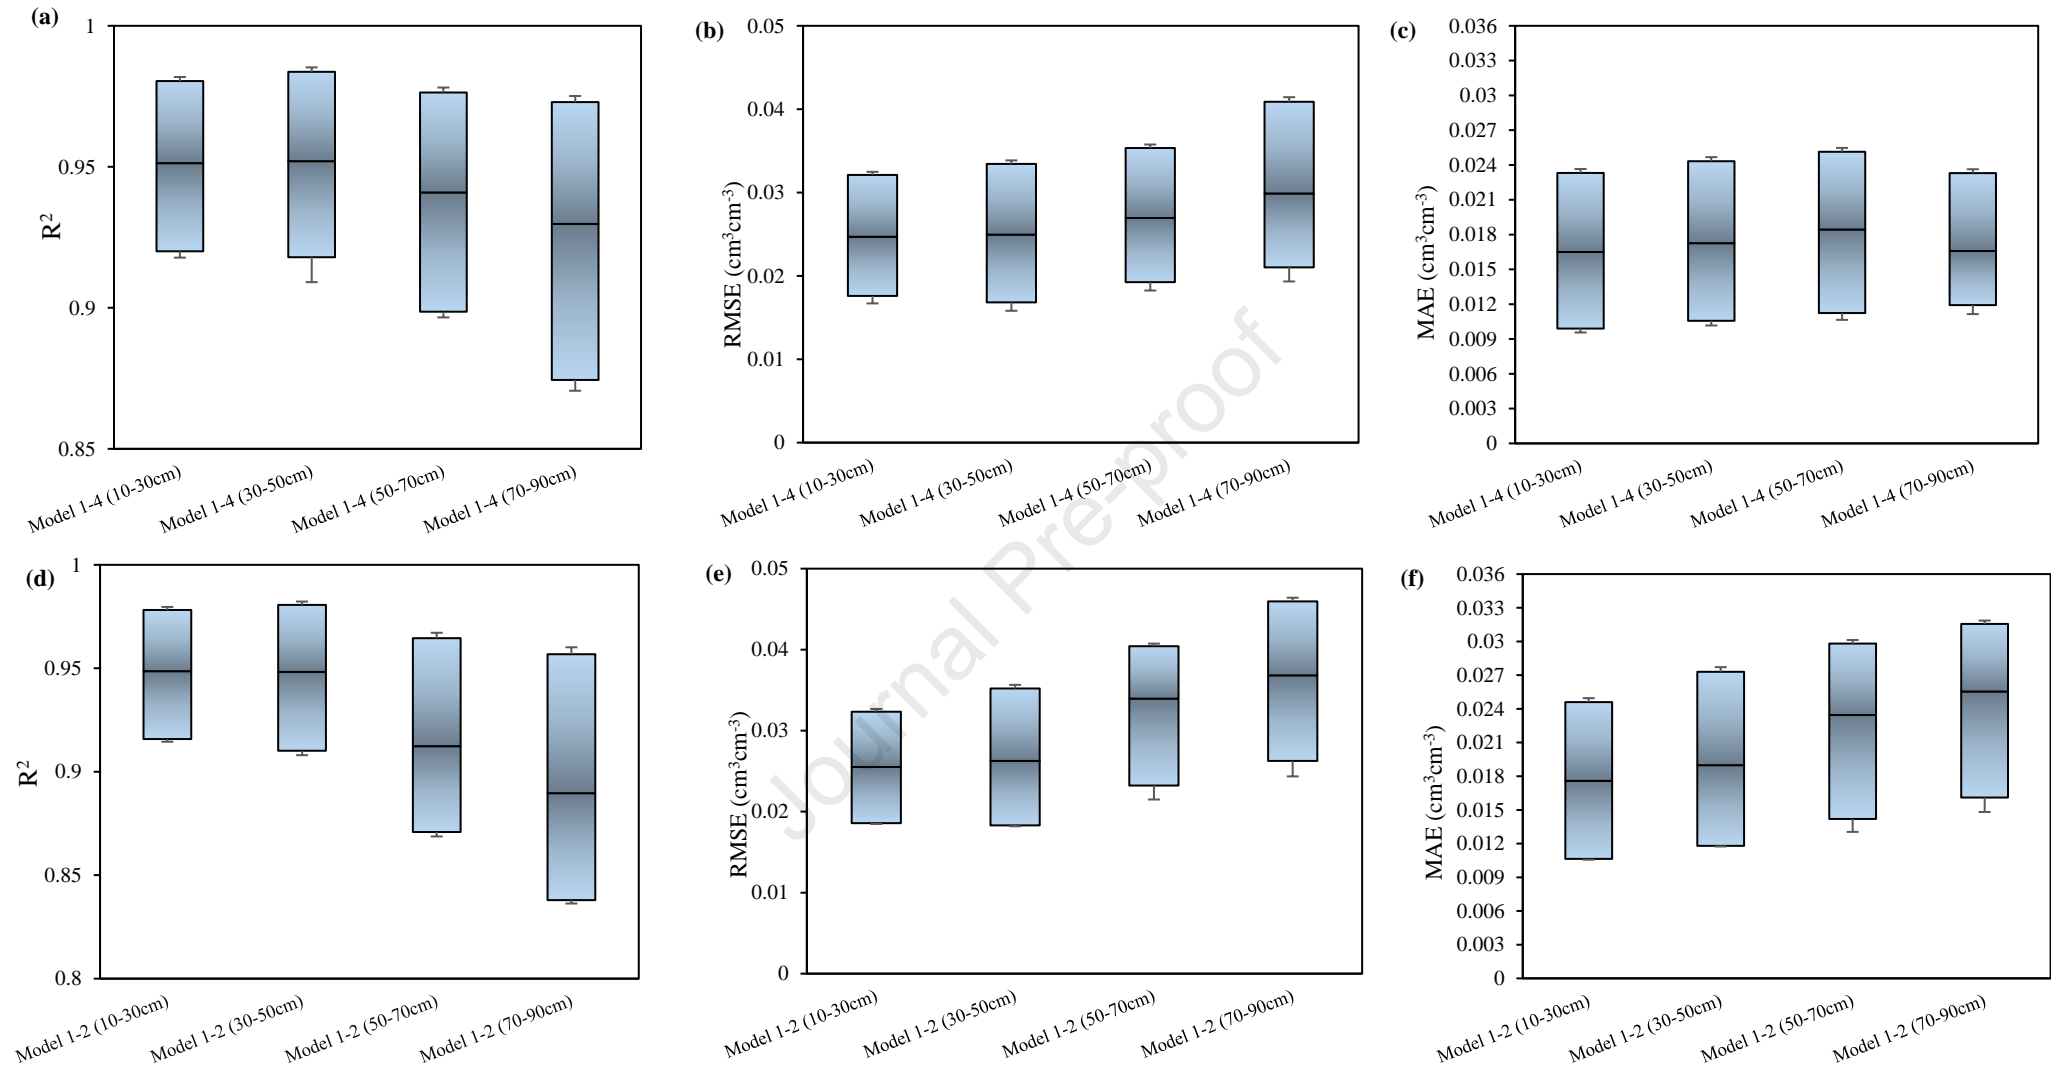 (a)
1
0.95
0.9
0.85
R²
Model 1-4 (10-30cm)
Model 1-4 (30-50cm)
Model 1-4 (50-70cm)
Model 1-4 (70-90cm)
(b)
0.05
0.04
0.03
0.02
0.01
0
RMSE (cm³cm⁻³)
Model 1-4 (10-30cm)
Model 1-4 (30-50cm)
Model 1-4 (50-70cm)
Model 1-4 (70-90cm)
(c)
0.036
0.033
0.03
0.027
0.024
0.021
0.018
0.015
0.012
0.009
0.006
0.003
0
MAE (cm³cm⁻³)
Model 1-4 (10-30cm)
Model 1-4 (30-50cm)
Model 1-4 (50-70cm)
Model 1-4 (70-90cm)
Journal Pre-proof
(d)
1
0.95
0.9
0.85
0.8
R²
Model 1-2 (10-30cm)
Model 1-2 (30-50cm)
Model 1-2 (50-70cm)
Model 1-2 (70-90cm)
(e)
0.05
0.04
0.03
0.02
0.01
0
RMSE (cm³cm⁻³)
Model 1-2 (10-30cm)
Model 1-2 (30-50cm)
Model 1-2 (50-70cm)
Model 1-2 (70-90cm)
(f)
0.036
0.033
0.03
0.027
0.024
0.021
0.018
0.015
0.012
0.009
0.006
0.003
0
MAE (cm³cm⁻³)
Model 1-2 (10-30cm)
Model 1-2 (30-50cm)
Model 1-2 (50-70cm)
Model 1-2 (70-90cm)